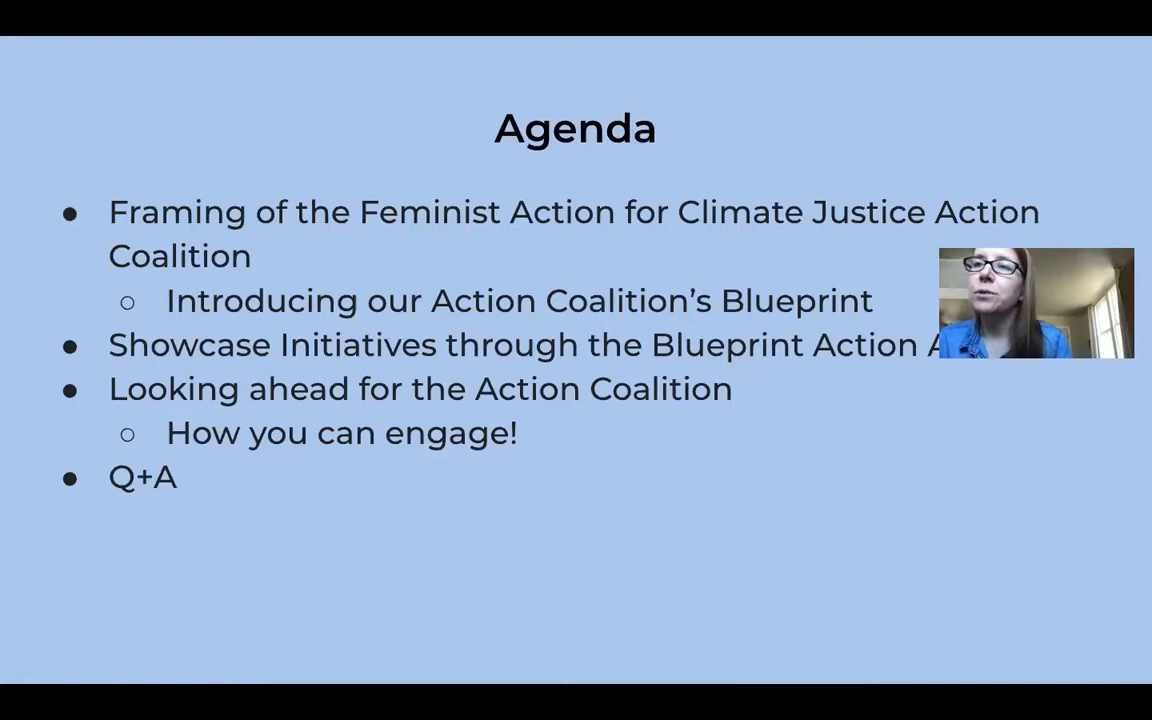 Agenda
● Framing of the Feminist Action for Climate Justice Action
Coalition
○ Introducing our Action Coalition’s Blueprint
● Showcase Initiatives through the Blueprint Action
● Looking ahead for the Action Coalition
○ How you can engage!
● Q+A